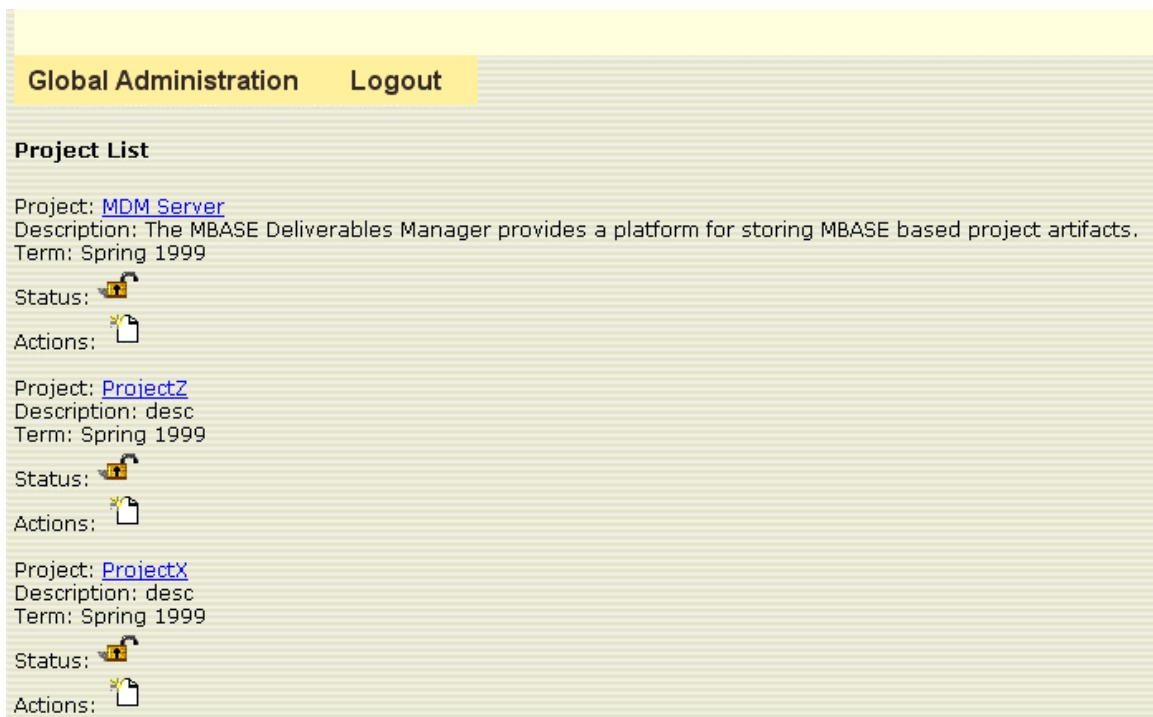 Global Administration Logout
Project List
Project: MDM Server
Description: The MBASE Deliverables Manager provides a platform for storing MBASE based project artifacts.
Term: Spring 1999
Status:
Actions:
Project: ProjectZ
Description: desc
Term: Spring 1999
Status:
Actions:
Project: ProjectX
Description: desc
Term: Spring 1999
Status:
Actions: